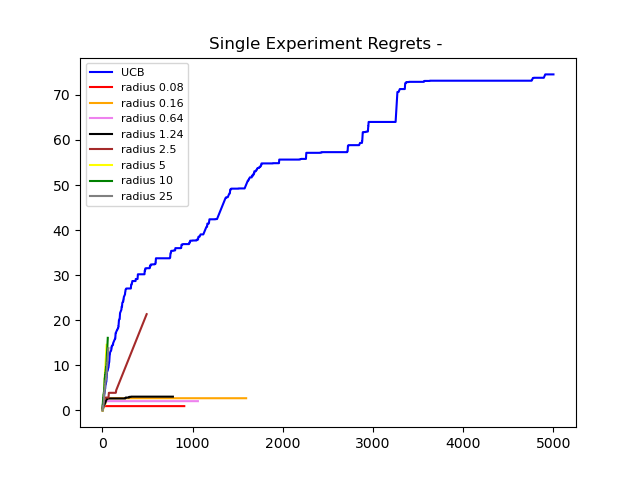 Single Experiment Regrets -
UCB
radius 0.08
radius 0.16
radius 0.64
radius 1.24
radius 2.5
radius 5
radius 10
radius 25
70
60
50
40
30
20
10
0
0 1000 2000 3000 4000 5000